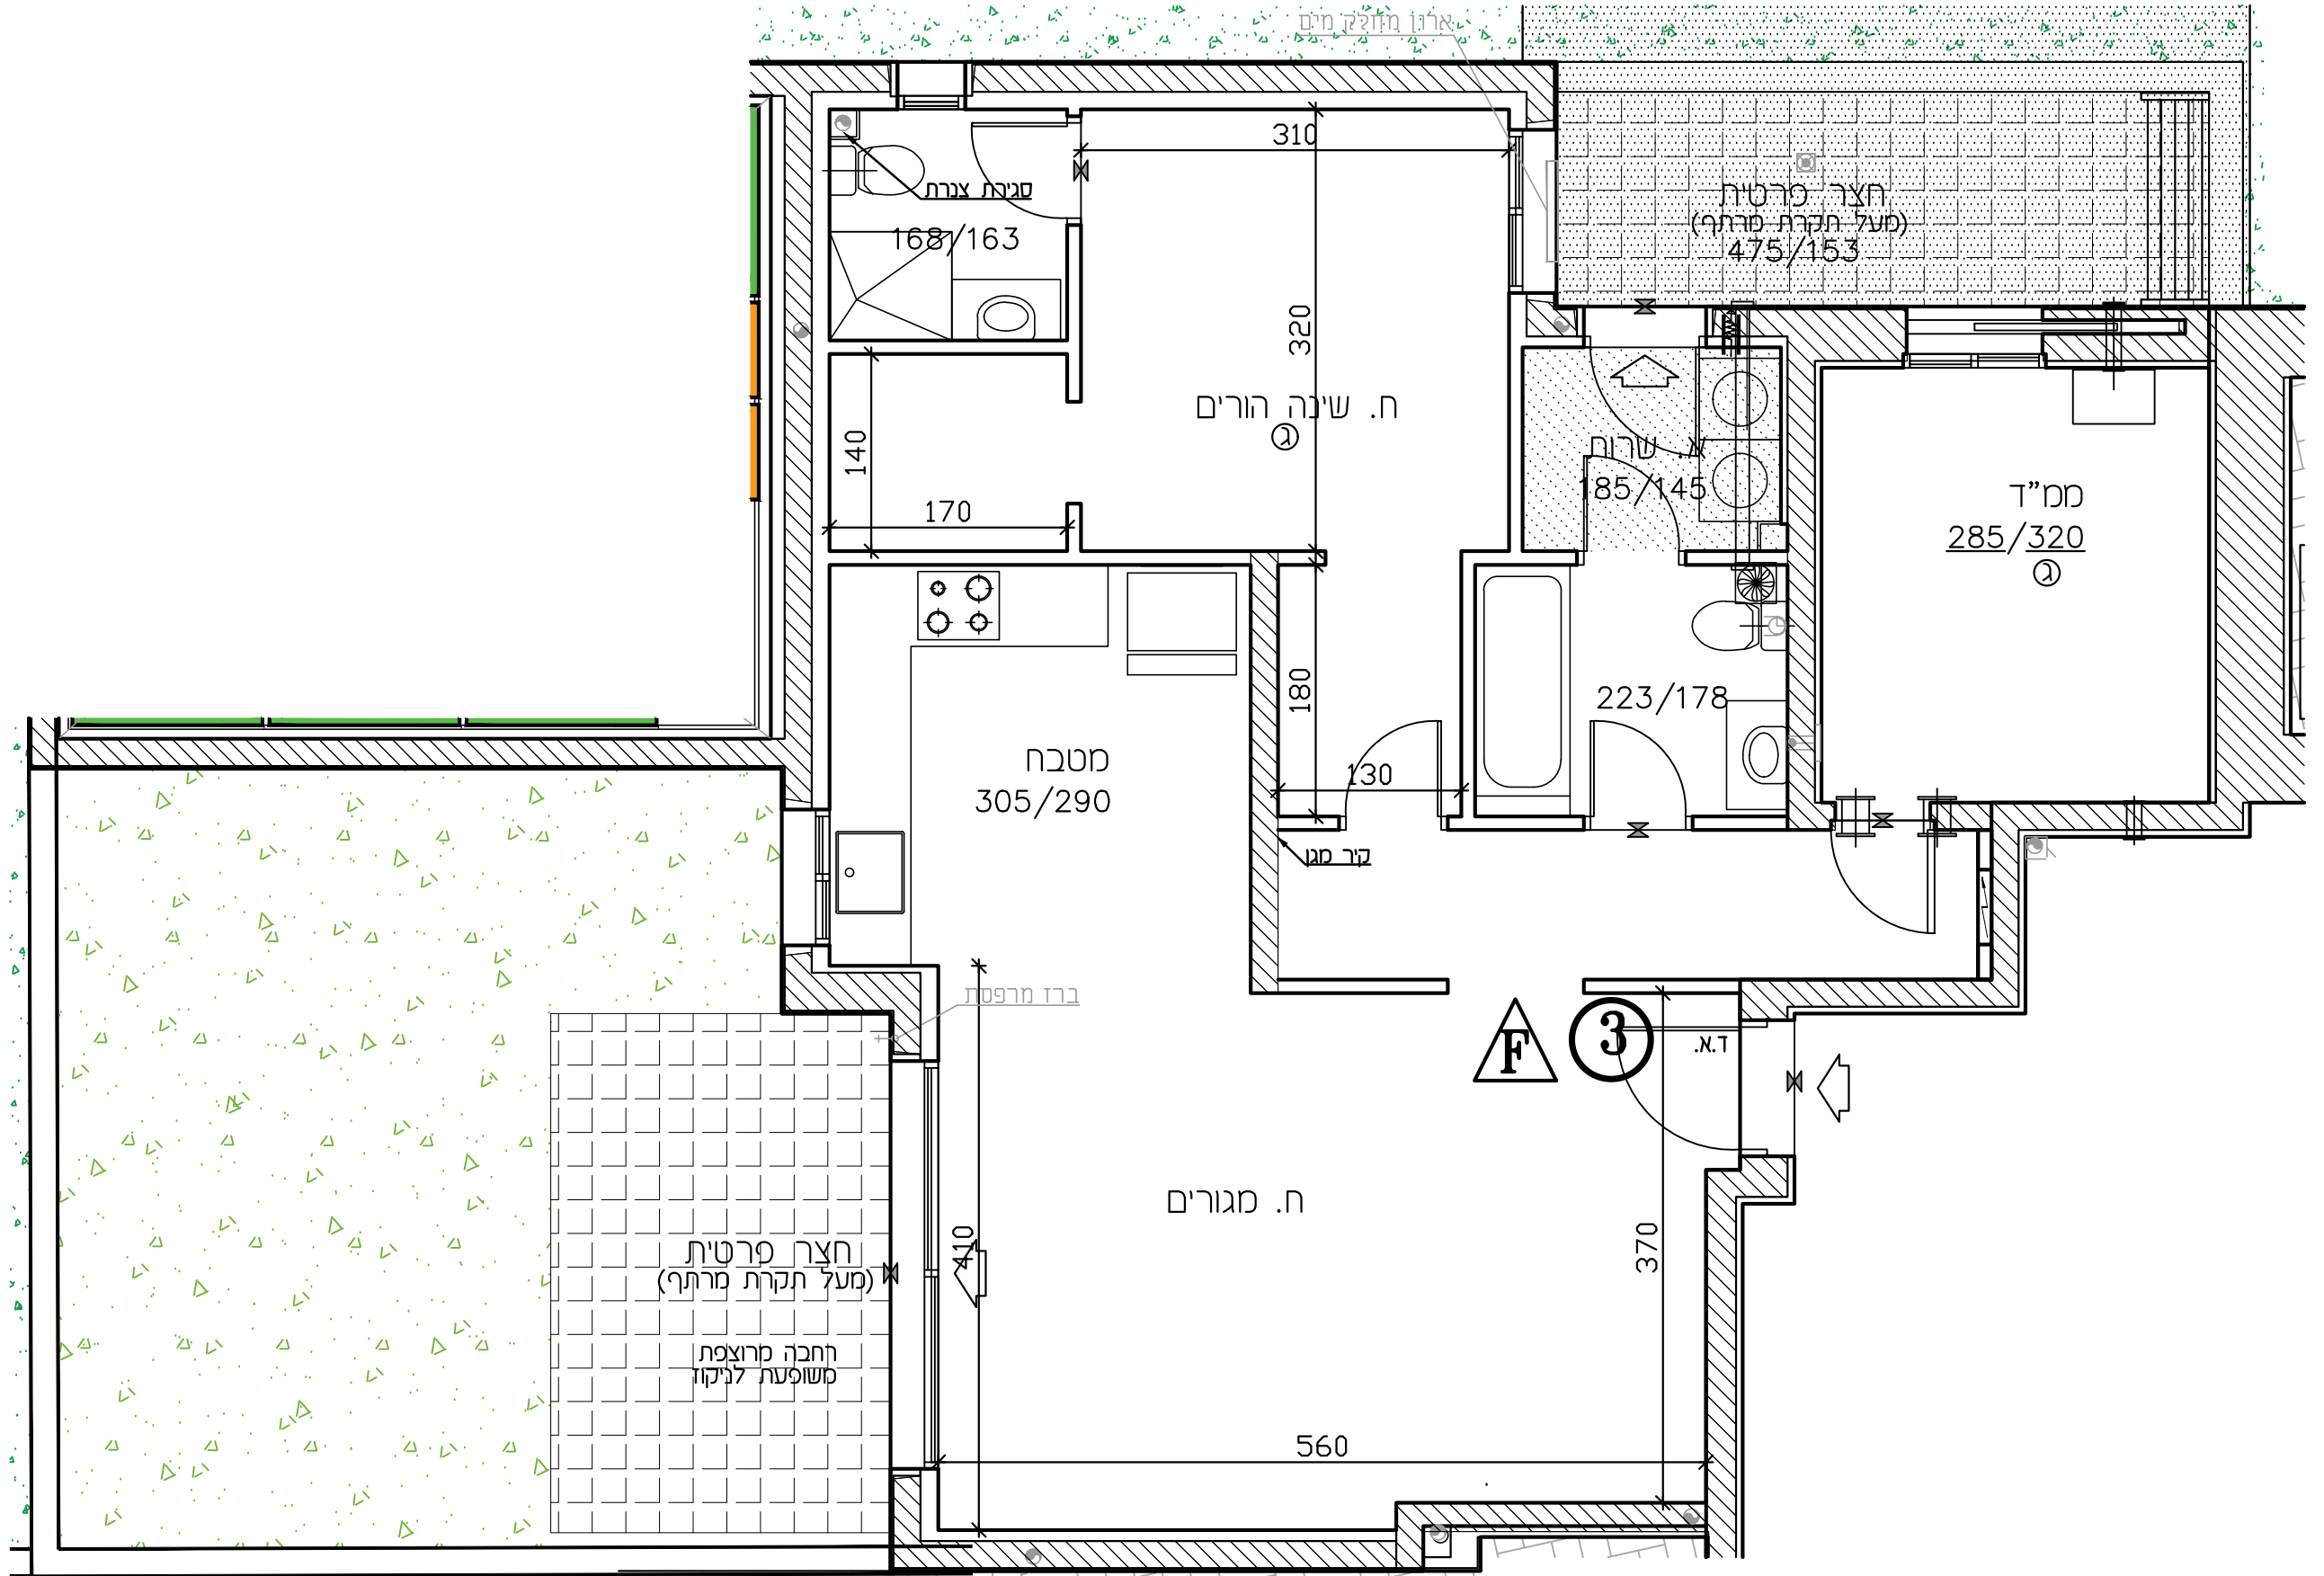 ארון מחלק מים
310
סגירת צנרת
168/163
חצר פרטית
(מעל תקרת מרתף)
475/153
320
ח. שינה הורים
ג
140
170
א. שרות
185/145
ממ"ד
285/320
ג
180
223/178
מטבח
305/290
130
קיר מגן
ברז מרפסת
F
3
ד.א.
ח. מגורים
410
370
חצר פרטית
(מעל תקרת מרתף)
רחבה מרוצפת
משופעת לניקוז
560